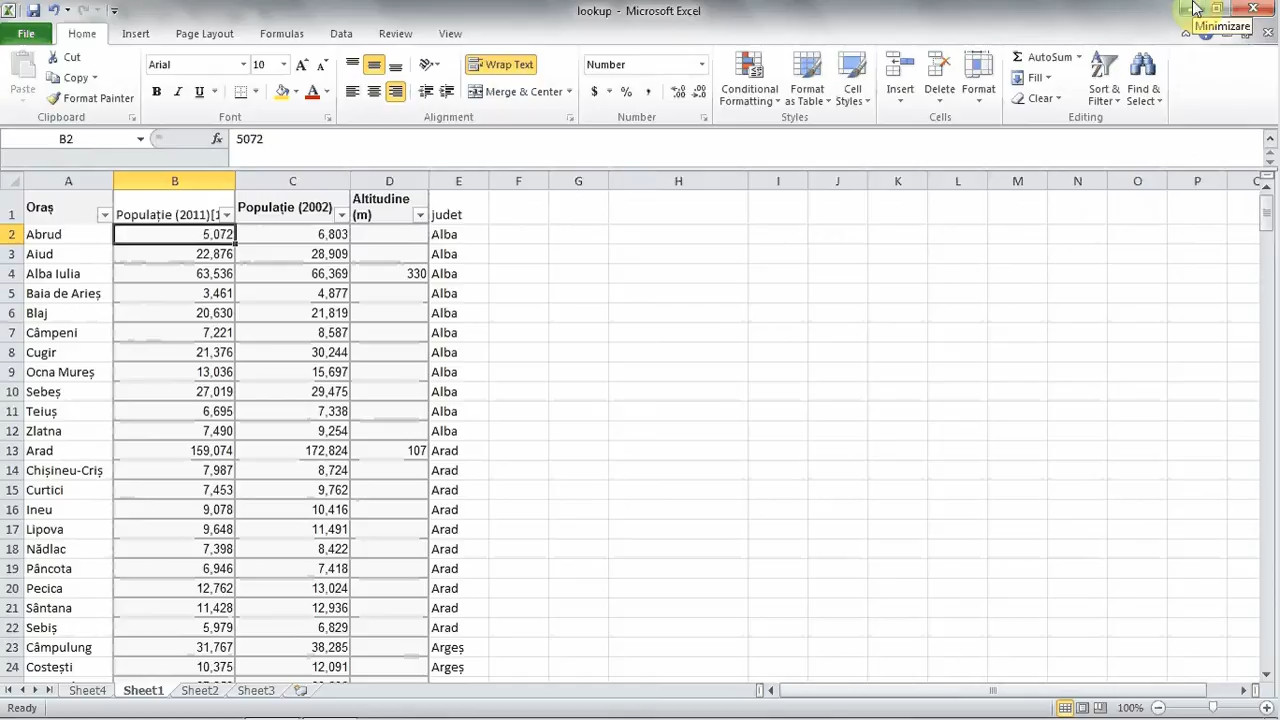 lookup - Microsoft Excel
Minimizare
File Home Insert Page Layout Formulas Data Review View
Paste
Cut
Copy
Format Painter
Clipboard
Arial 10
B I U
Font
Wrap Text
Merge & Center
Alignment
Number
$ % ,
Number
Conditional Formatting
Format as Table
Cell Styles
Styles
Insert Delete Format
Cells
AutoSum
Fill
Clear
Sort & Filter
Find & Select
Editing
B2 fx 5072
A B C D E F G H I J K L M N O P
1 Oraș Populație (2011)[1 Populație (2002) Altitudine (m) judet
2 Abrud 5,072 6,803 Alba
3 Aiud 22,876 28,909 Alba
4 Alba Iulia 63,536 66,369 330 Alba
5 Baia de Arieș 3,461 4,877 Alba
6 Blaj 20,630 21,819 Alba
7 Câmpeni 7,221 8,587 Alba
8 Cugir 21,376 30,244 Alba
9 Ocna Mureș 13,036 15,697 Alba
10 Sebeș 27,019 29,475 Alba
11 Teiuș 6,695 7,338 Alba
12 Zlatna 7,490 9,254 Alba
13 Arad 159,074 172,824 107 Arad
14 Chișineu-Criș 7,987 8,724 Arad
15 Curtici 7,453 9,762 Arad
16 Ineu 9,078 10,416 Arad
17 Lipova 9,648 11,491 Arad
18 Nădlac 7,398 8,422 Arad
19 Pâncota 6,946 7,418 Arad
20 Pecica 12,762 13,024 Arad
21 Sântana 11,428 12,936 Arad
22 Sebiș 5,979 6,829 Arad
23 Câmpulung 31,767 38,285 Argeș
24 Costești 10,375 12,091 Argeș
Sheet4 Sheet1 Sheet2 Sheet3
Ready 100%